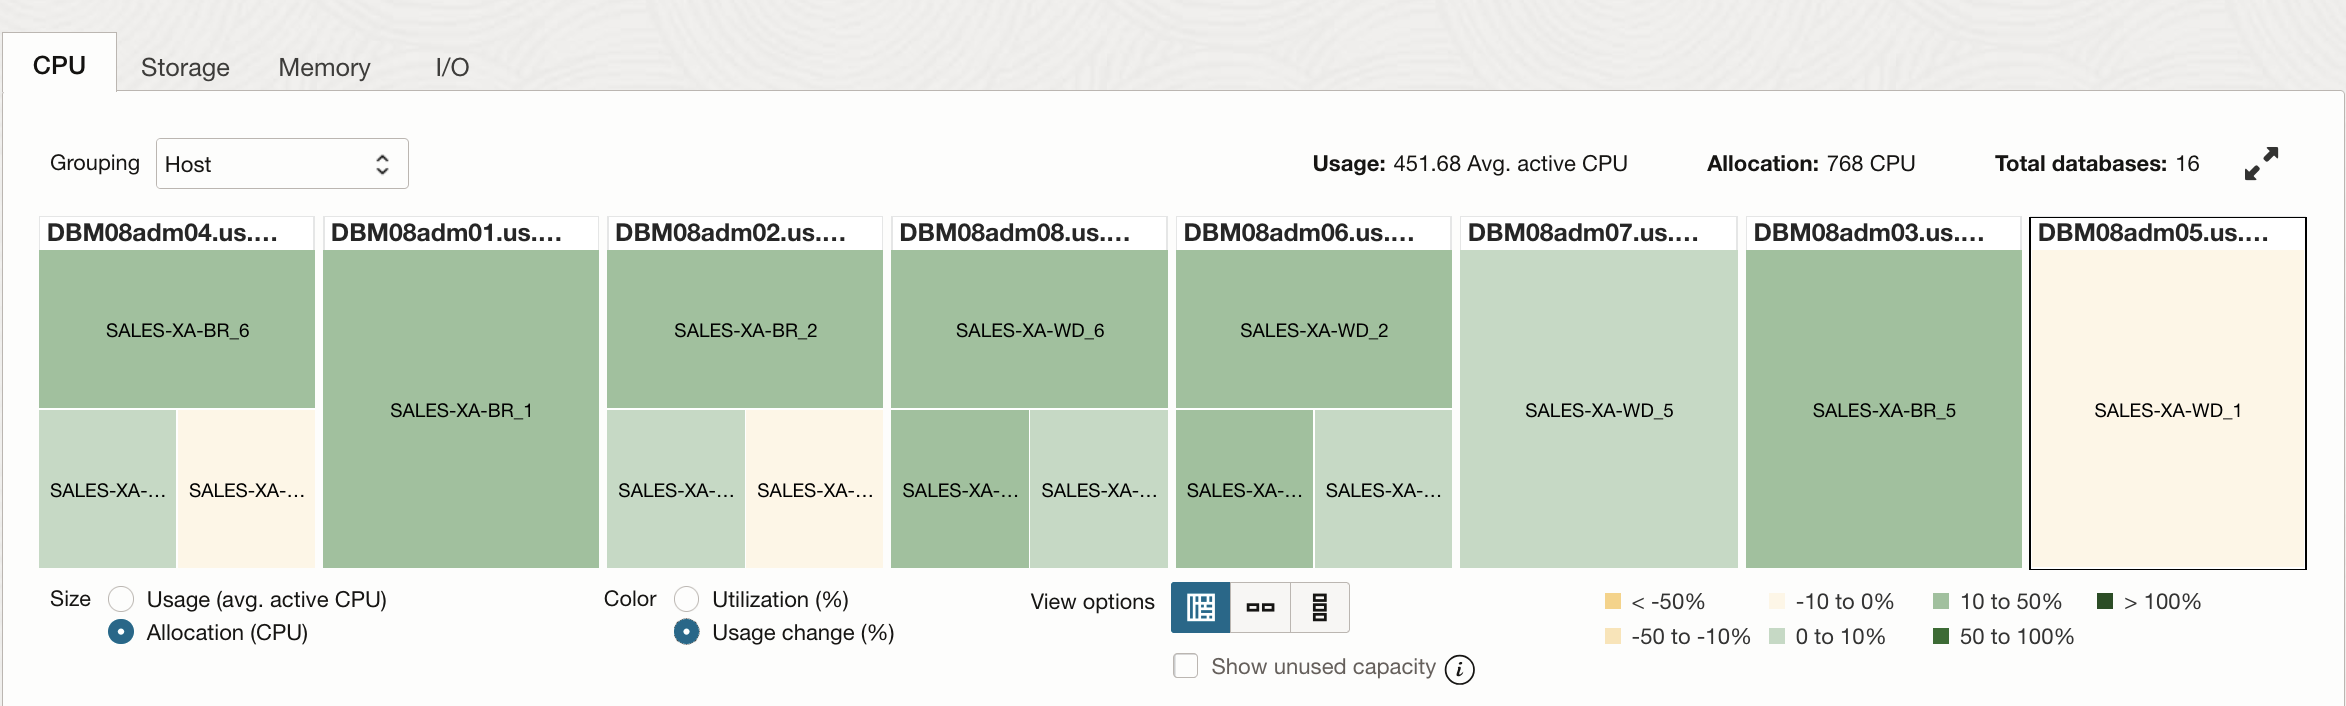 CPU Storage Memory I/O
Grouping Host Usage: 451.68 Avg. active CPU Allocation: 768 CPU Total databases: 16
DBM08adm04.us.... DBM08adm01.us.... DBM08adm02.us.... DBM08adm08.us.... DBM08adm06.us.... DBM08adm07.us.... DBM08adm03.us.... DBM08adm05.us....
SALES-XA-BR_6 SALES-XA-BR_2 SALES-XA-WD_6 SALES-XA-WD_2
SALES-XA-BR_1 SALES-XA-WD_5 SALES-XA-BR_5 SALES-XA-WD_1
SALES-XA-... SALES-XA-... SALES-XA-... SALES-XA-... SALES-XA-... SALES-XA-... SALES-XA-... SALES-XA-...
Size Usage (avg. active CPU) Color Utilization (%) View options < -50% -10 to 0% 10 to 50% > 100%
Allocation (CPU) Usage change (%) -50 to -10% 0 to 10% 50 to 100%
Show unused capacity i